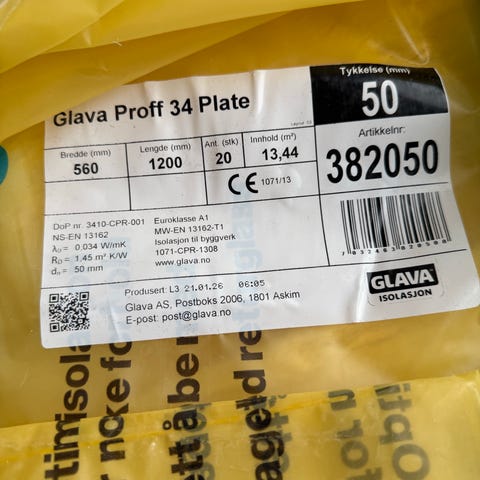 Glava Proff 34 Plate
Tykkelse (mm)
50
Bredde (mm)
560
Lengde (mm)
1200
Ant. (stk)
20
Innhold (m²)
13,44
Artikkelnr:
382050
CE 1071/13
DoP nr. 3410-CPR-001
NS-EN 13162
λD = 0,034 W/mK
RD = 1,45 m² K/W
dn = 50 mm
Euroklasse A1
MW-EN 13162-T1
Isolasjon til byggverk
1071-CPR-1308
www.glava.no
7032483820508
GLAVA
ISOLASJON
Produsert: L3 21.01.26 06:05
Glava AS, Postboks 2006, 1801 Askim
E-post: post@glava.no